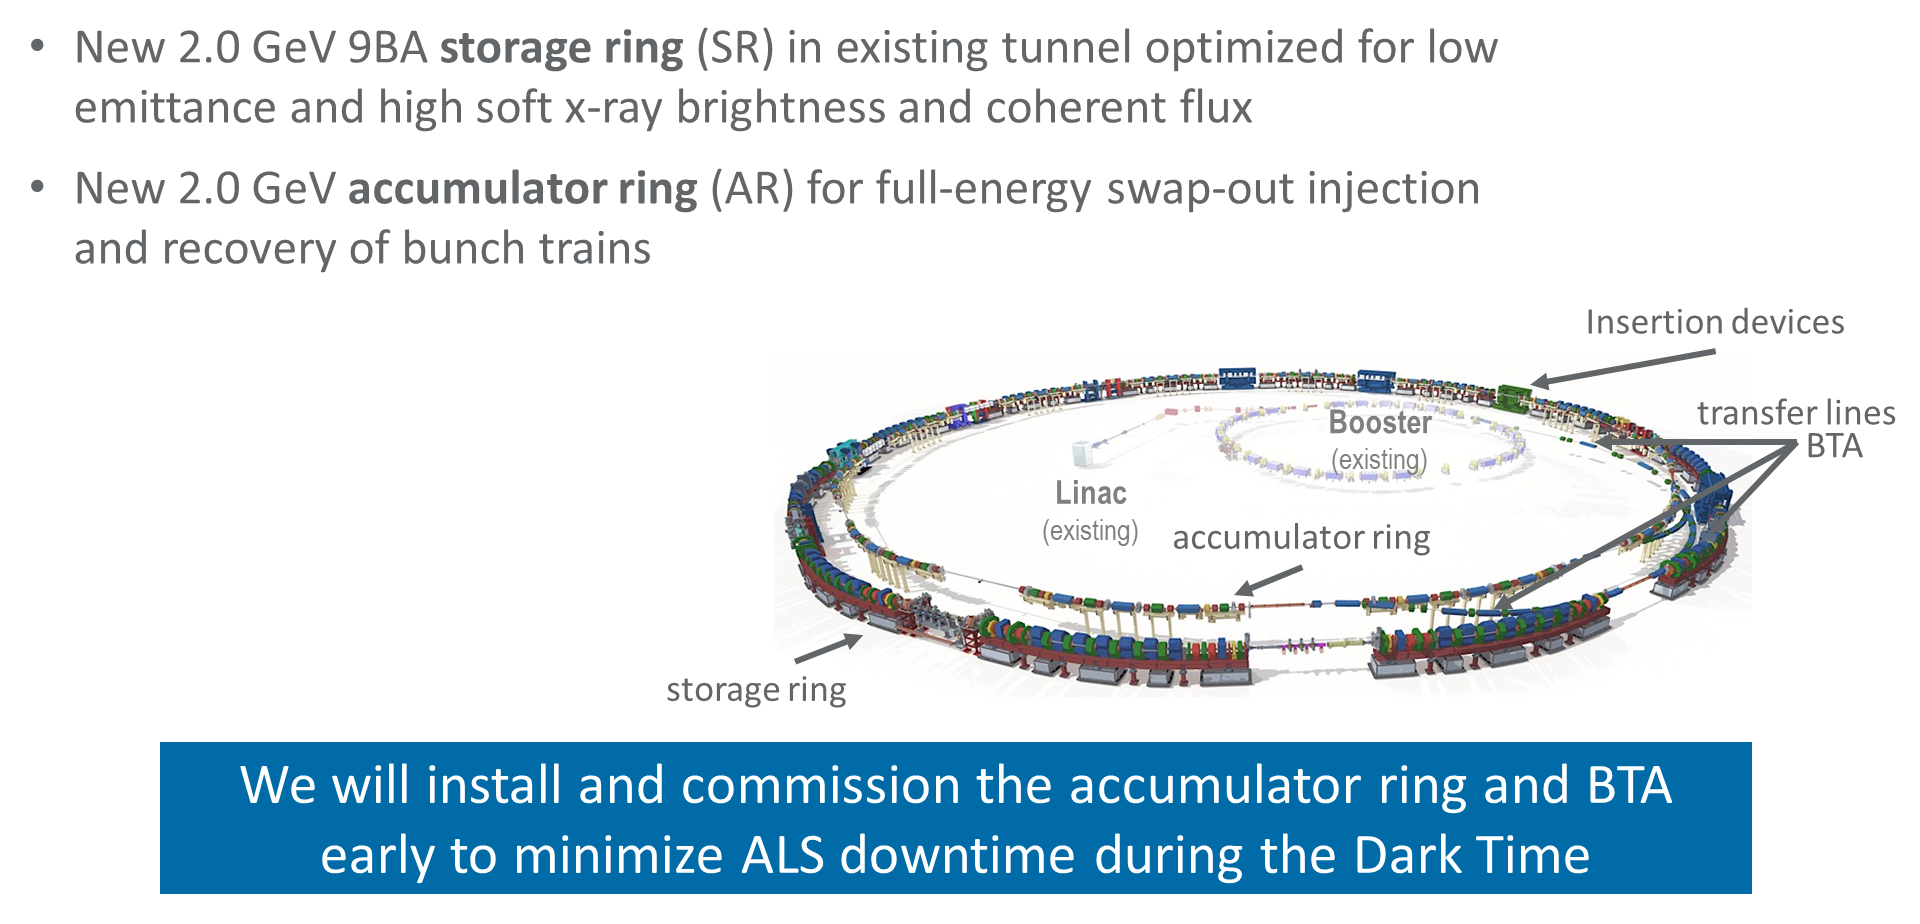 • New 2.0 GeV 9BA storage ring (SR) in existing tunnel optimized for low
emittance and high soft x-ray brightness and coherent flux
• New 2.0 GeV accumulator ring (AR) for full-energy swap-out injection
and recovery of bunch trains
Insertion devices
transfer lines
BTA
Booster
(existing)
Linac
(existing)
accumulator ring
storage ring
We will install and commission the accumulator ring and BTA
early to minimize ALS downtime during the Dark Time